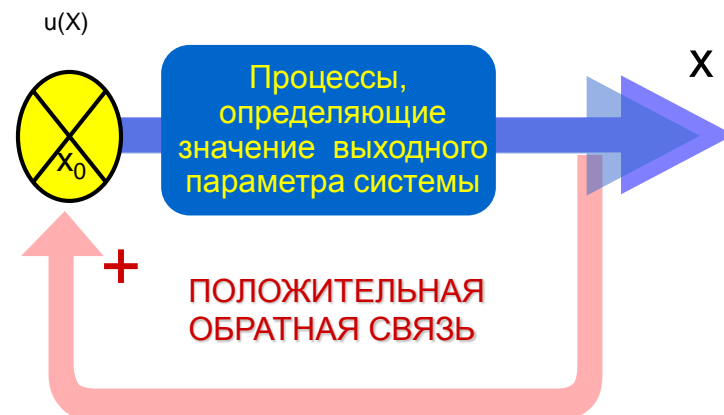 u(X)
X
Процессы,
определяющие
значение выходного
параметра системы
X₀
+
ПОЛОЖИТЕЛЬНАЯ
ОБРАТНАЯ СВЯЗЬ